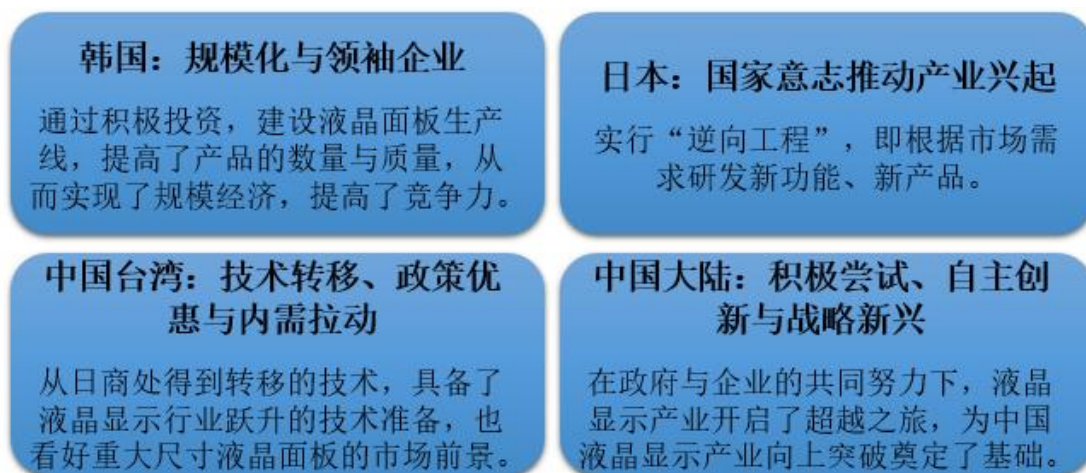 韩国：规模化与领袖企业
通过积极投资，建设液晶面板生产
线，提高了产品的数量与质量，从
而实现了规模经济，提高了竞争力。
日本：国家意志推动产业兴起
实行“逆向工程”，即根据市场需
求研发新功能、新产品。
中国台湾：技术转移、政策优
惠与内需拉动
从日商处得到转移的技术，具备了
液晶显示行业跃升的技术准备，也
看好重大尺寸液晶面板的市场前景。
中国大陆：积极尝试、自主创
新与战略新兴
在政府与企业的共同努力下，液晶
显示产业开启了超越之旅，为中国
液晶显示产业向上突破奠定了基础。